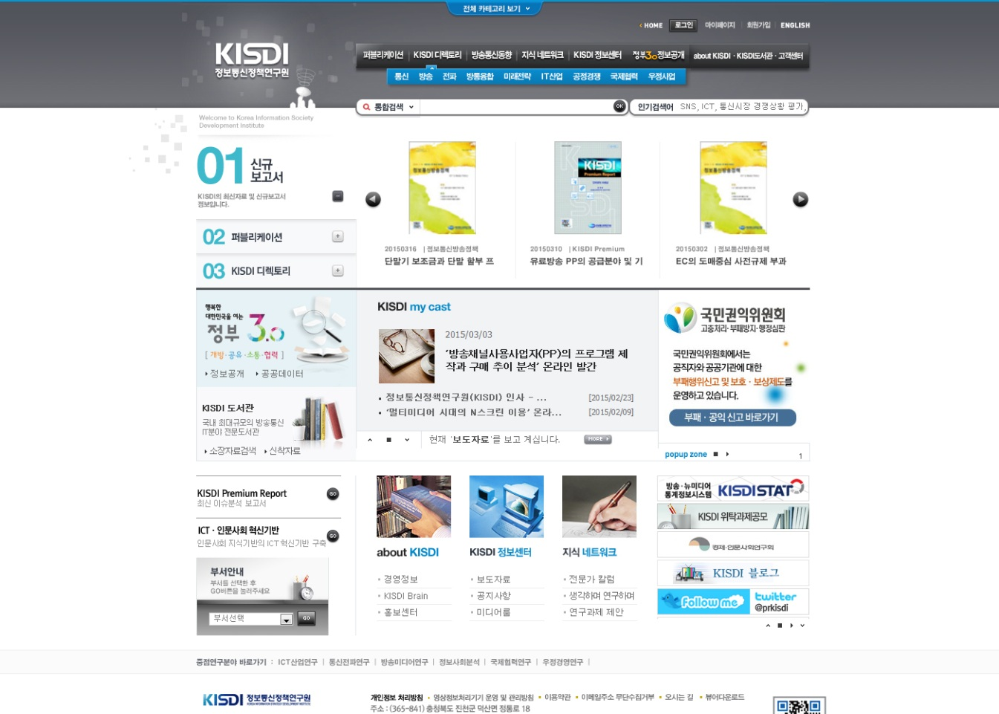 전체 카테고리 보기
HOME 로그인 마이페이지 회원가입 ENGLISH
KISDI
정보통신정책연구원
퍼블리케이션 KISDI 디렉토리 방송통신동향 지식 네트워크 KISDI 정보센터 정부3.0정보공개 about KISDI · KISDI도서관 · 고객센터
통신 방송 전파 방통융합 미래전략 IT산업 공정경쟁 국제협력 우정사업
통합검색 OK 인기검색어 SNS, ICT, 통신시장 경쟁상황 평가,
Welcome to Korea Information Society
Development Institute
01 신규
보고서
KISDI의 최신자료 및 신규보고서
정보입니다.
02 퍼블리케이션
03 KISDI 디렉토리
정보통신방송정책
KISDI
Premium Report
정보통신방송정책
20150316 | 정보통신방송정책
단말기 보조금과 단말 할부 프
20150310 | KISDI Premium
유료방송 PP의 공급분야 및 기
20150302 | 정보통신방송정책
EC의 도매중심 사전규제 부과
행복한
대한민국을 여는
정부 3.0
[ 개방·공유·소통·협력 ]
정보공개 공공데이터
KISDI 도서관
국내 최대규모의 방송통신
IT분야 전문도서관
소장자료검색 신착자료
KISDI my cast
2015/03/03
‘방송채널사용사업자(PP)의 프로그램 제
작과 구매 추이 분석’ 온라인 발간
정보통신정책연구원(KISDI) 인사 - ... [2015/02/23]
‘멀티미디어 시대의 N스크린 이용’ 온라... [2015/02/09]
현재 '보도자료'를 보고 계십니다. MORE
국민권익위원회
고충처리·부패방지·행정심판
국민권익위원회에서는
공직자와 공공기관에 대한
부패행위신고 및 보호·보상제도를
운영하고 있습니다.
부패·공익 신고 바로가기
popup zone 1
KISDI Premium Report
최신 이슈분석 보고서
GO
ICT · 인문사회 혁신기반
인문사회 지식기반의 ICT 혁신기반 구축
GO
부서안내
부서를 선택한 후
GO버튼을 눌러주세요
부서선택 GO
about KISDI
경영정보
KISDI Brain
홍보센터
KISDI 정보센터
보도자료
공지사항
미디어룸
지식 네트워크
전문가 칼럼
생각하며 연구하며
연구과제 제안
방송·뉴미디어
통계정보시스템 KISDISTAT
KISDI 위탁과제공모
경제·인문사회연구회
KISDI 블로그
follow me twitter
@prkisdi
중점연구분야 바로가기 : ICT산업연구 | 통신전파연구 | 방송미디어연구 | 정보사회분석 | 국제협력연구 | 우정경영연구 |
KISDI 정보통신정책연구원
KOREA INFORMATION SOCIETY DEVELOPMENT INSTITUTE
개인정보 처리방침 영상정보처리기기 운영 및 관리방침 이용약관 이메일주소 무단수집거부 오시는 길 뷰어다운로드
주소 : (365-841) 충청북도 진천군 덕산면 정통로 18